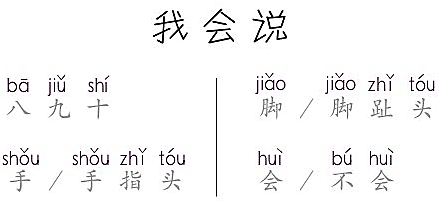 我会说
bā jiǔ shí
八九十
shǒu / shǒu zhǐ tóu
手 / 手指头
jiǎo / jiǎo zhǐ tóu
脚 / 脚趾头
huì / bú huì
会 / 不会